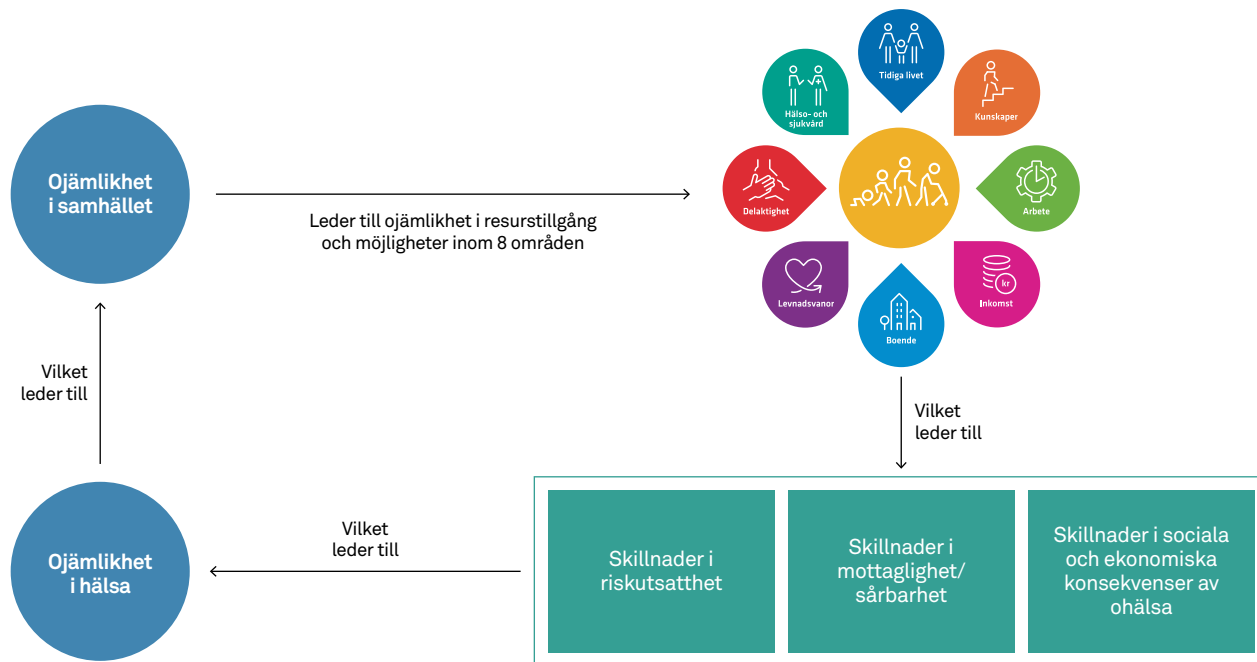 Ojämlikhet
i samhället
Leder till ojämlikhet i resurstillgång
och möjligheter inom 8 områden
Tidiga livet
Kunskaper
Arbete
kr
Inkomst
Boende
Levnadsvanor
Delaktighet
Hälso- och
sjukvård
Vilket
leder till
Skillnader i
riskutsatthet
Skillnader i
mottaglighet/
sårbarhet
Skillnader i sociala
och ekonomiska
konsekvenser av
ohälsa
Vilket
leder till
Ojämlikhet
i hälsa
Vilket
leder till